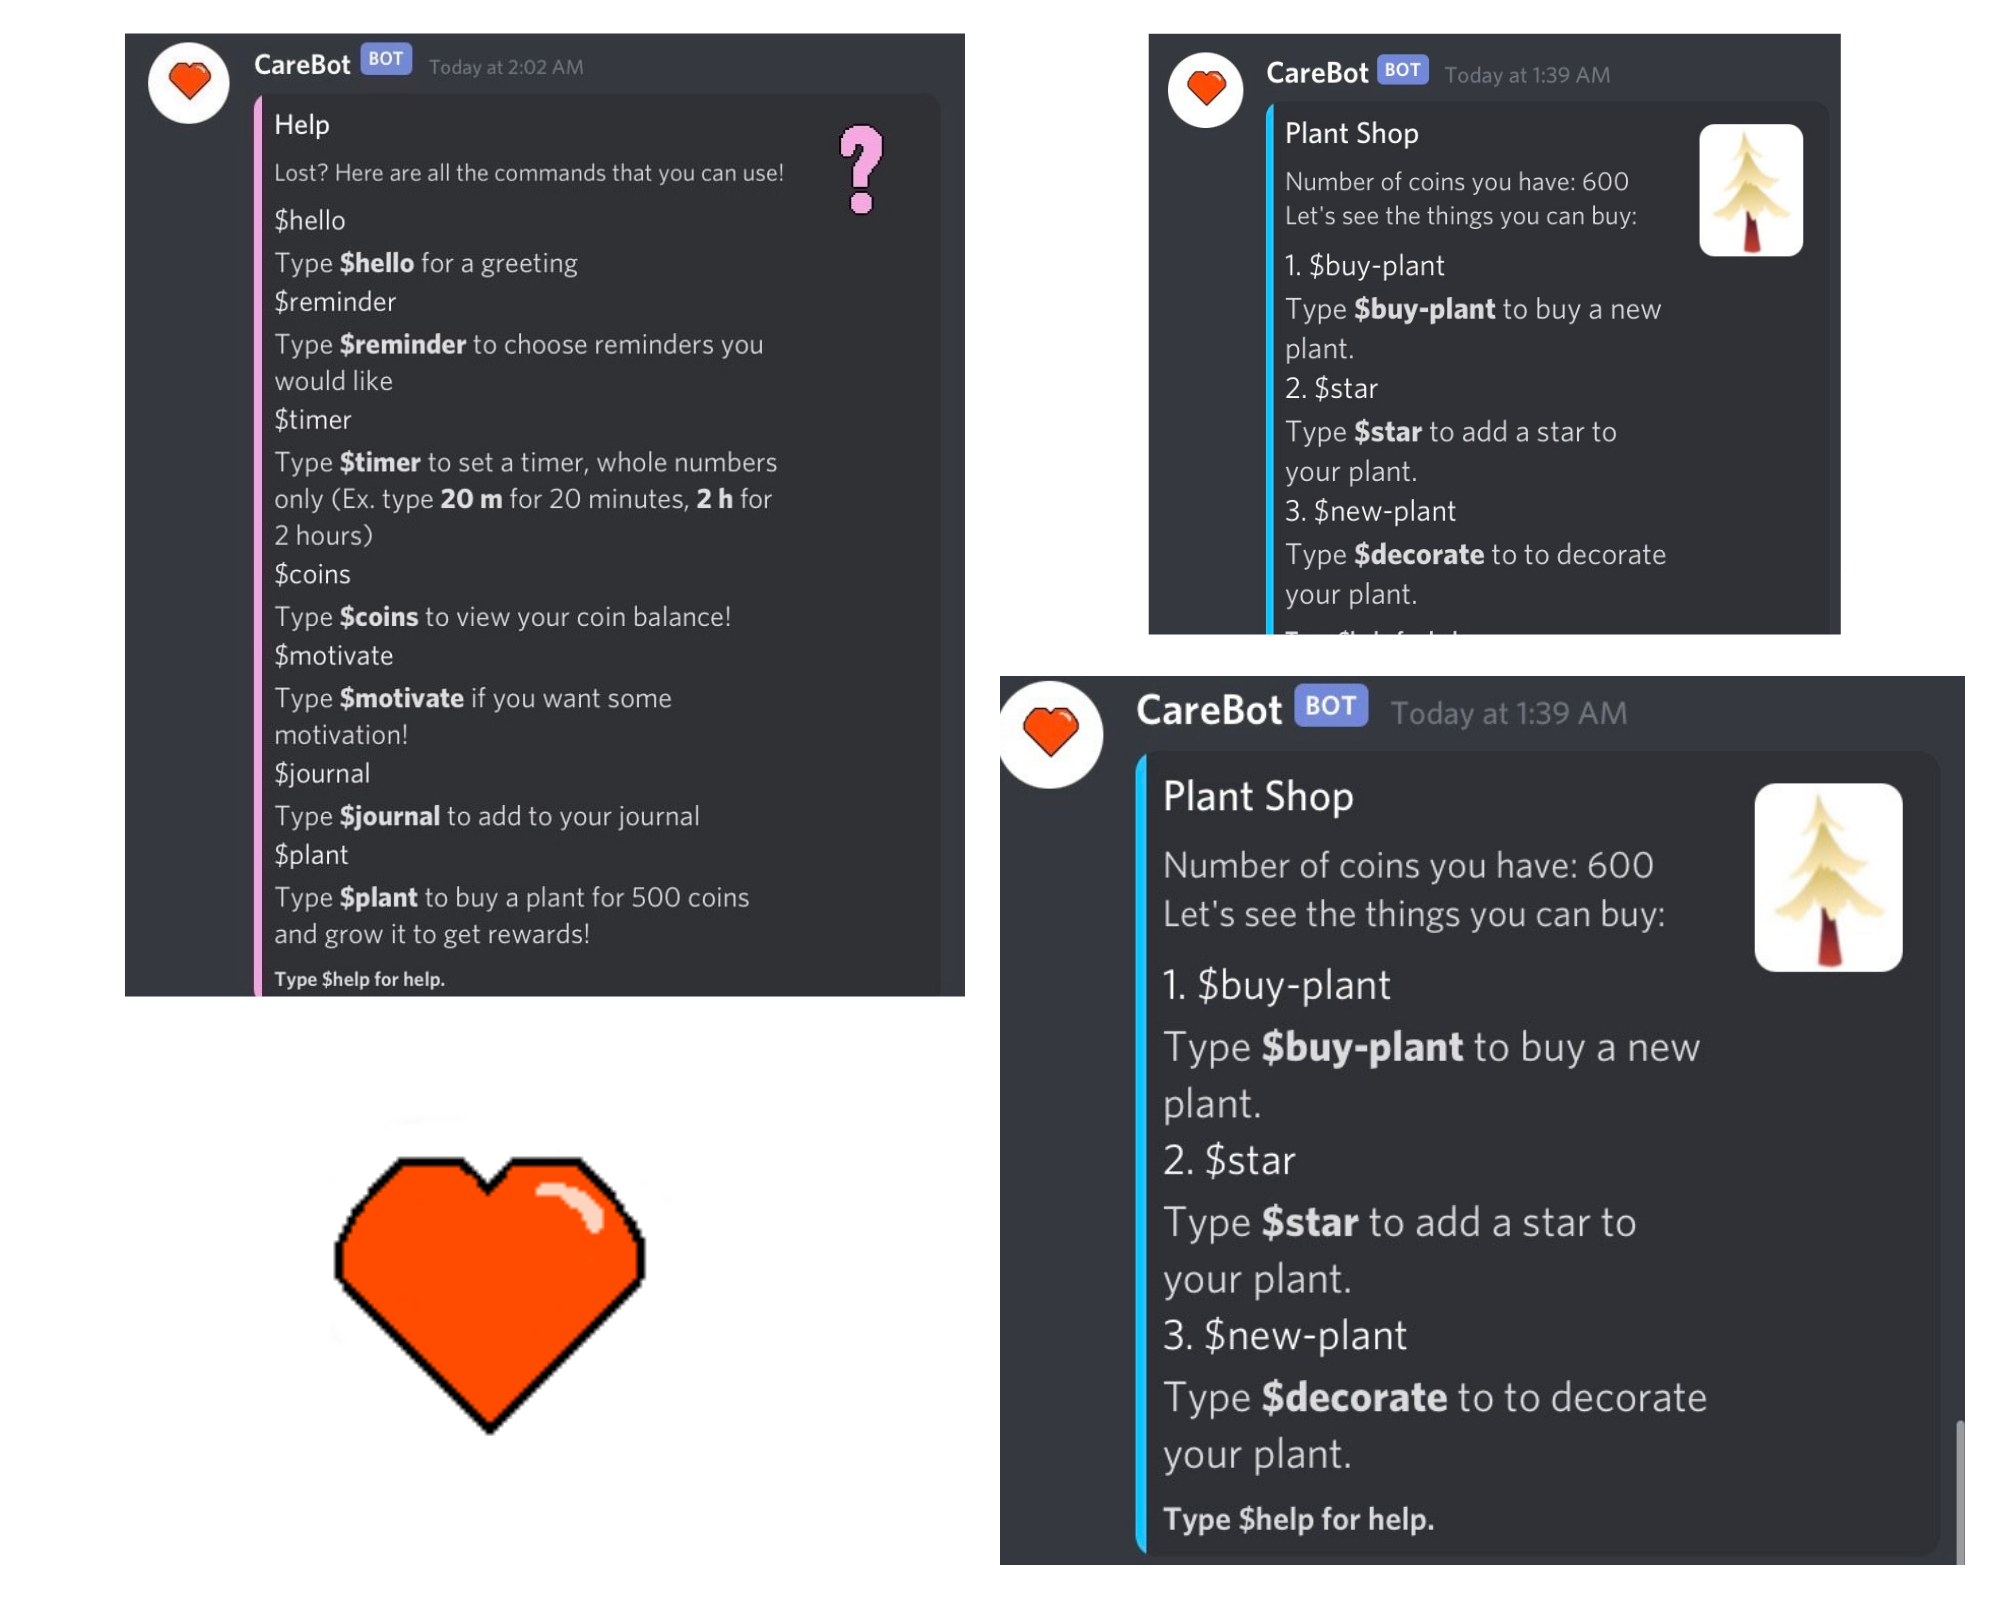 CareBot BOT Today at 2:02 AM
Help
Lost? Here are all the commands that you can use!
$hello
Type $hello for a greeting
$reminder
Type $reminder to choose reminders you
would like
$timer
Type $timer to set a timer, whole numbers
only (Ex. type 20 m for 20 minutes, 2 h for
2 hours)
$coins
Type $coins to view your coin balance!
$motivate
Type $motivate if you want some
motivation!
$journal
Type $journal to add to your journal
$plant
Type $plant to buy a plant for 500 coins
and grow it to get rewards!
Type $help for help.
CareBot BOT Today at 1:39 AM
Plant Shop
Number of coins you have: 600
Let's see the things you can buy:
1. $buy-plant
Type $buy-plant to buy a new
plant.
2. $star
Type $star to add a star to
your plant.
3. $new-plant
Type $decorate to to decorate
your plant.
CareBot BOT Today at 1:39 AM
Plant Shop
Number of coins you have: 600
Let's see the things you can buy:
1. $buy-plant
Type $buy-plant to buy a new
plant.
2. $star
Type $star to add a star to
your plant.
3. $new-plant
Type $decorate to to decorate
your plant.
Type $help for help.